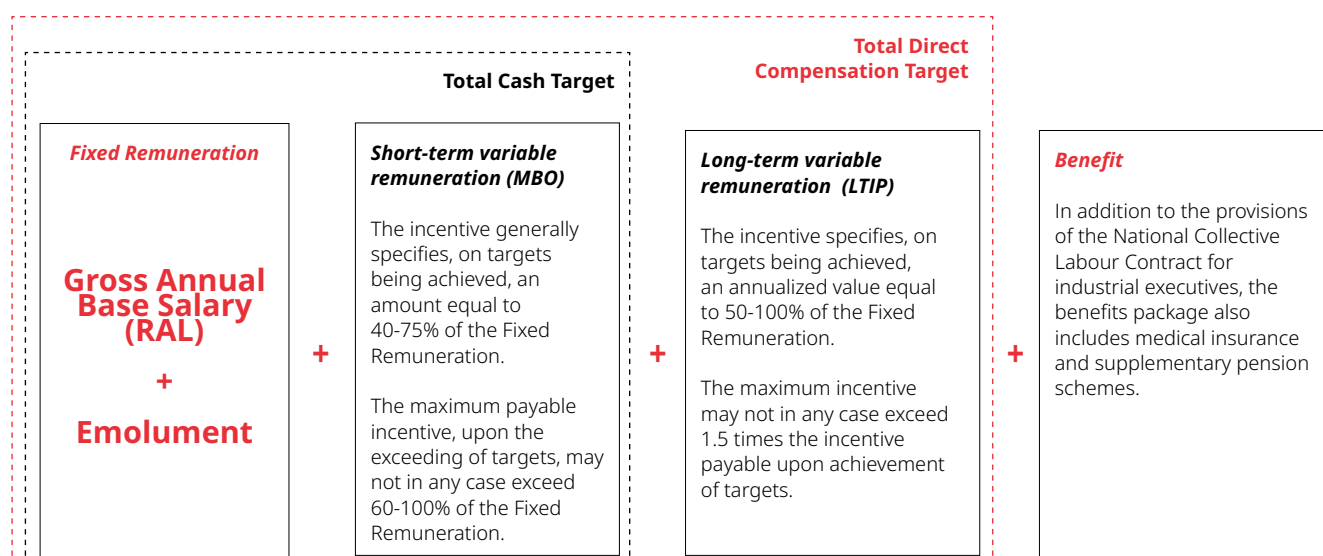 Total Direct
Compensation Target
Total Cash Target
Fixed Remuneration
Gross Annual
Base Salary
(RAL)
+
Emolument
+
Short-term variable
remuneration (MBO)
The incentive generally
specifies, on targets
being achieved, an
amount equal to
40-75% of the Fixed
Remuneration.
The maximum payable
incentive, upon the
exceeding of targets, may
not in any case exceed
60-100% of the Fixed
Remuneration.
+
Long-term variable
remuneration (LTIP)
The incentive specifies, on
targets being achieved,
an annualized value equal
to 50-100% of the Fixed
Remuneration.
The maximum incentive
may not in any case exceed
1.5 times the incentive
payable upon achievement
of targets.
+
Benefit
In addition to the provisions
of the National Collective
Labour Contract for
industrial executives, the
benefits package also
includes medical insurance
and supplementary pension
schemes.